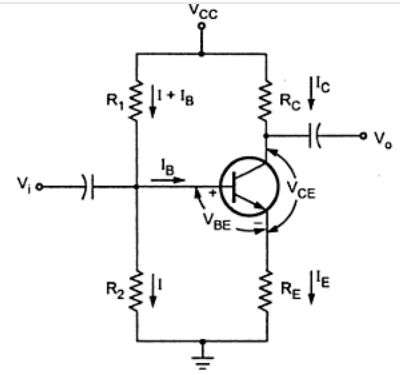 VCC
R1
I + IB
RC
IC
Vo
IB
Vi
+
VCE
VBE
−
R2
I
RE
IE